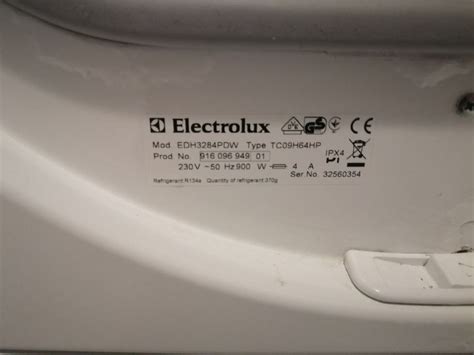 Electrolux
Mod. EDH3284PDW Type TC09H64HP
Prod. No. 916 096 949 01 IPX4
230 V ~ 50 Hz 900 W 4 A
Ser. No. 32560354
Refrigerant R134a Quantity of refrigerant 370g